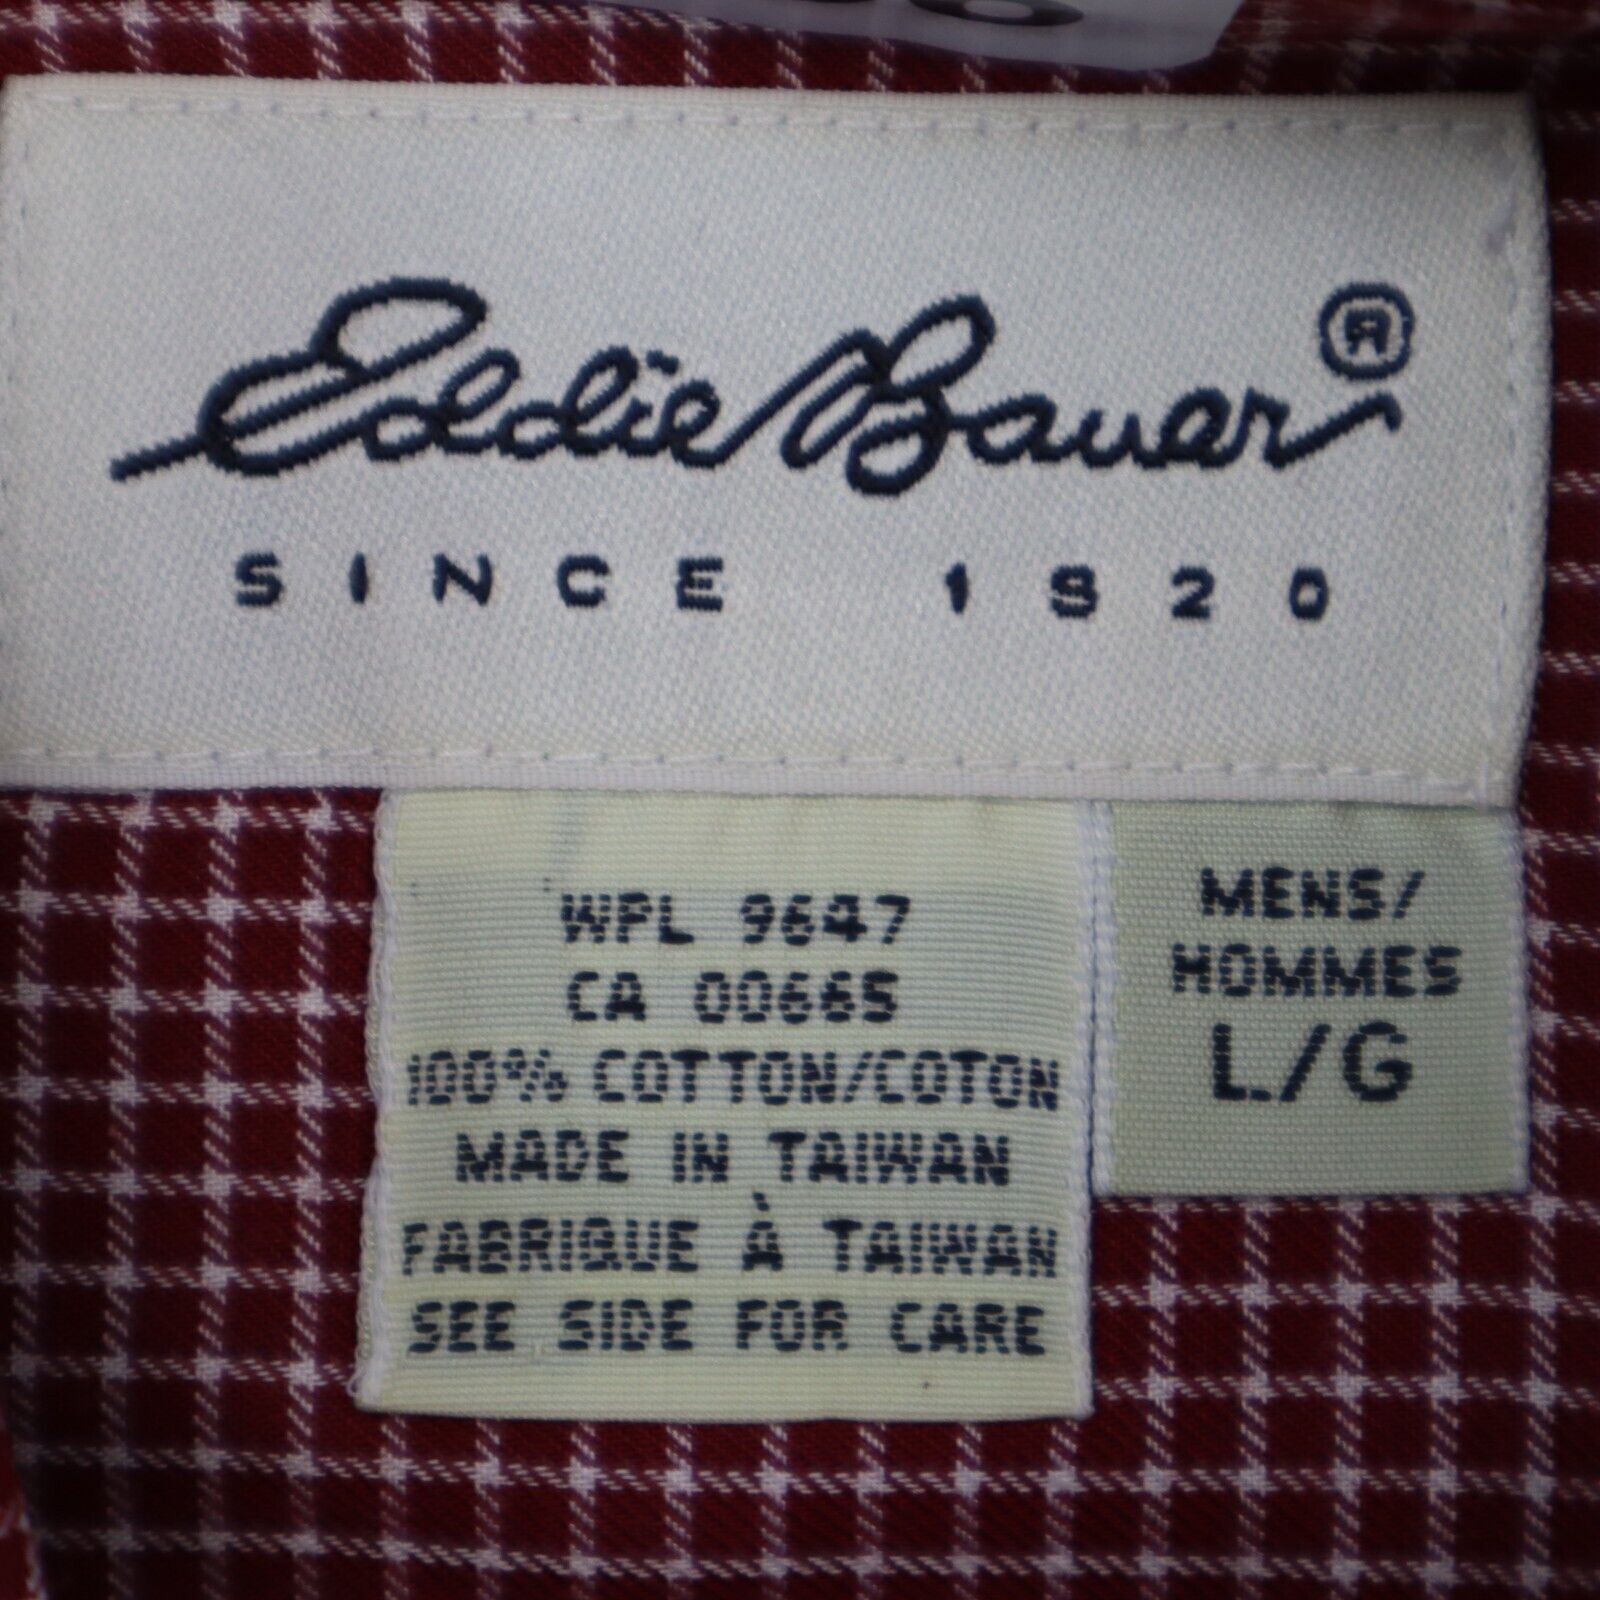 Eddie Bauer®
SINCE 1920
WPL 9647
CA 00665
100% COTTON/COTON
MADE IN TAIWAN
FABRIQUE À TAIWAN
SEE SIDE FOR CARE
MENS/
HOMMES
L/G